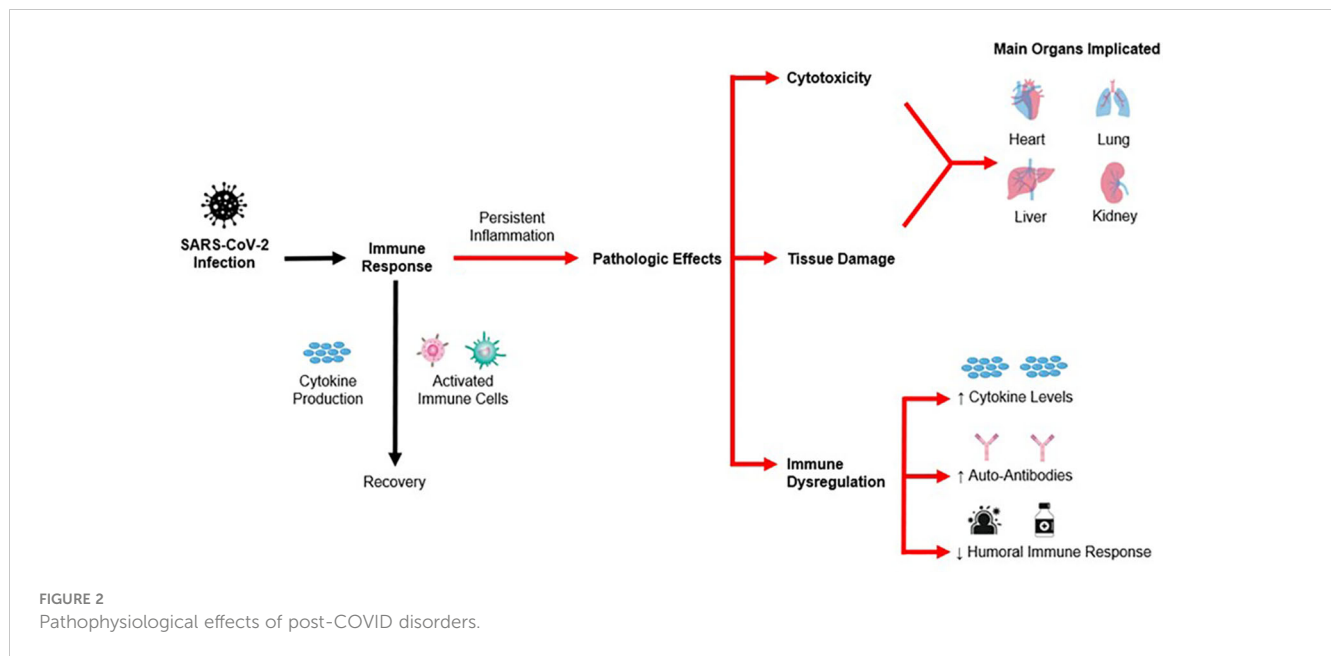 Main Organs Implicated
Cytotoxicity
Heart
Lung
Liver
Kidney
SARS-CoV-2
Infection
Immune
Response
Persistent
Inflammation
Pathologic Effects
Tissue Damage
Cytokine
Production
Activated
Immune Cells
Recovery
Immune
Dysregulation
↑ Cytokine Levels
↑ Auto-Antibodies
↓ Humoral Immune Response
FIGURE 2
Pathophysiological effects of post-COVID disorders.